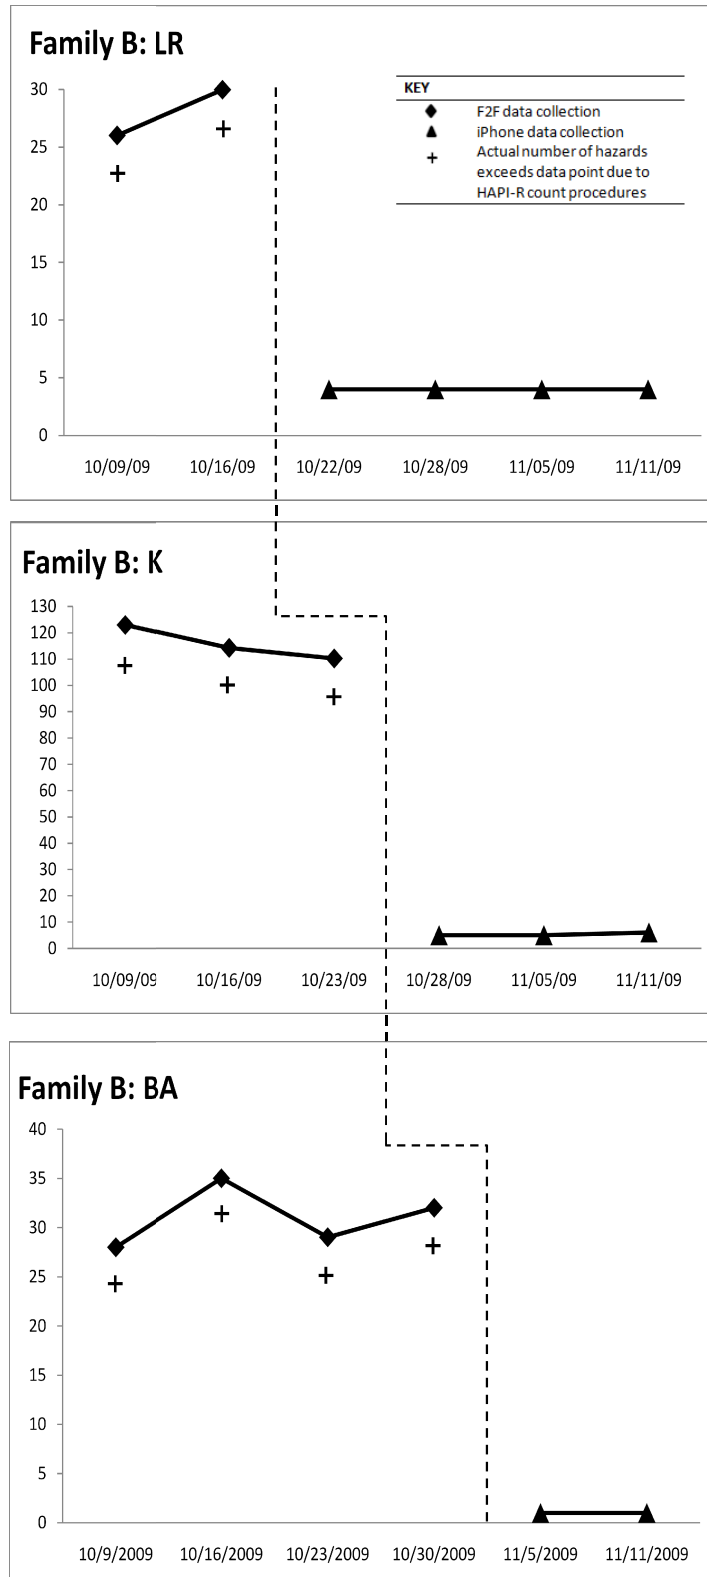 Family B: LR
30
25
20
15
10
5
0
KEY
F2F data collection
iPhone data collection
Actual number of hazards
exceeds data point due to
HAPI-R count procedures
10/09/09 10/16/09 10/22/09 10/28/09 11/05/09 11/11/09
Family B: K
130
120
110
100
90
80
70
60
50
40
30
20
10
0
10/09/09 10/16/09 10/23/09 10/28/09 11/05/09 11/11/09
Family B: BA
40
35
30
25
20
15
10
5
0
10/9/2009 10/16/2009 10/23/2009 10/30/2009 11/5/2009 11/11/2009